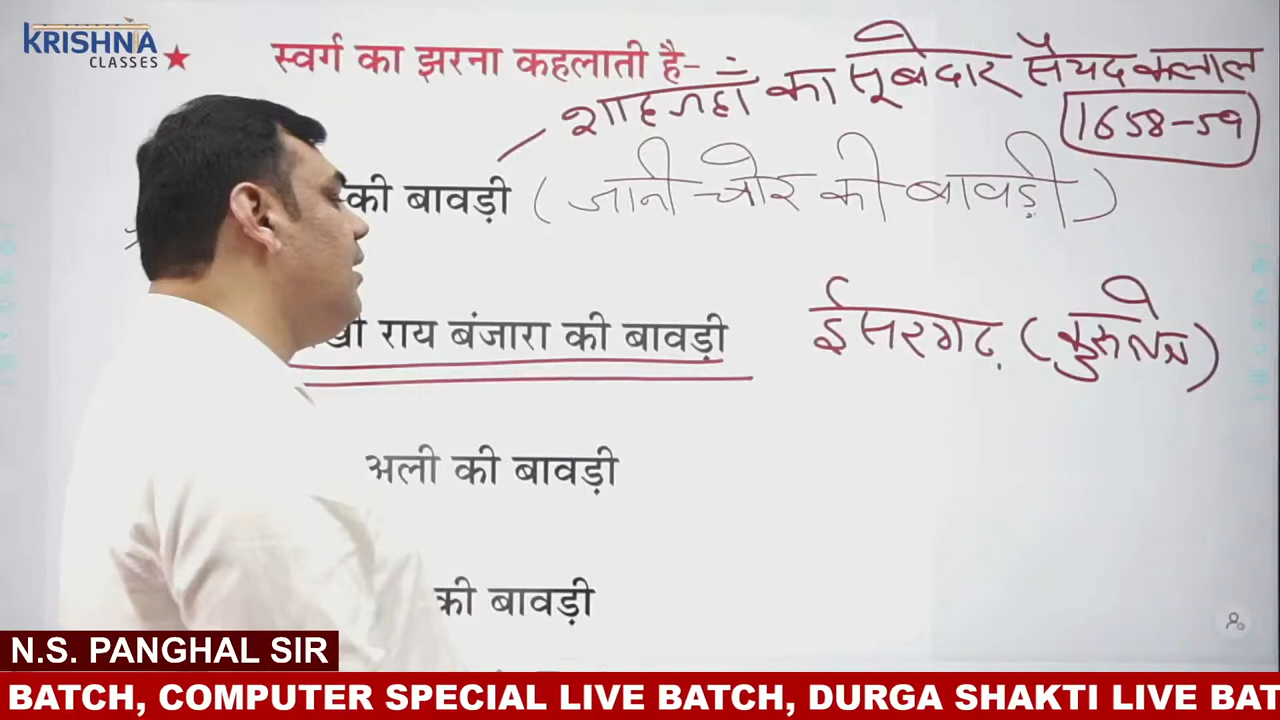 KRISHNA
CLASSES
स्वर्ग का झरना कहलाती है-
शाहजहाँ का सूबेदार सैयद कलाल
1658-59
की बावड़ी (जानी चोर की बावड़ी)
राय बंजारा की बावड़ी ईसरगढ़ (कुरुक्षेत्र)
अली की बावड़ी
की बावड़ी
N.S. PANGHAL SIR
BATCH, COMPUTER SPECIAL LIVE BATCH, DURGA SHAKTI LIVE BAT